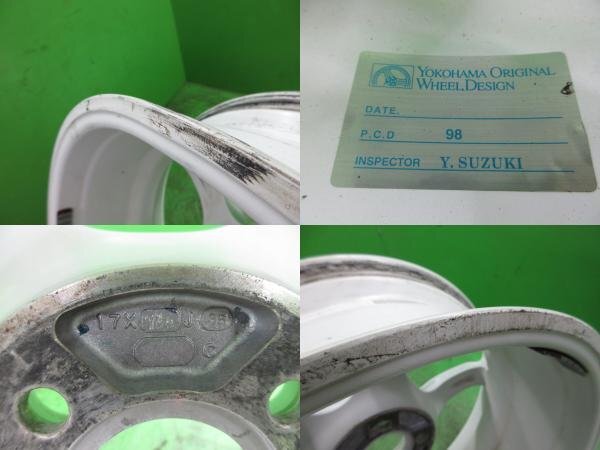 YOKOHAMA ORIGINAL
WHEEL DESIGN
DATE.
P.C.D 98
INSPECTOR Y. SUZUKI
17X J
C